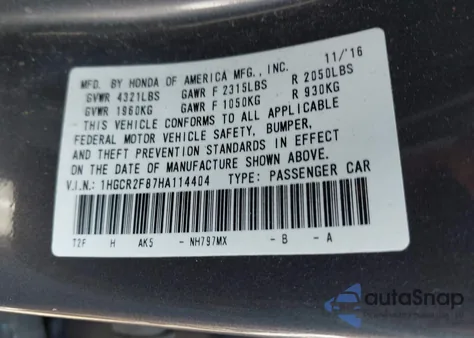 MFD. BY HONDA OF AMERICA MFG., INC. 11/'16
GVWR 4321LBS GAWR F 2315LBS R 2050LBS
GVWR 1960KG GAWR F 1050KG R 930KG
THIS VEHICLE CONFORMS TO ALL APPLICABLE
FEDERAL MOTOR VEHICLE SAFETY, BUMPER,
AND THEFT PREVENTION STANDARDS IN EFFECT
ON THE DATE OF MANUFACTURE SHOWN ABOVE.
V.I.N.: 1HGCR2F87HA114404 TYPE: PASSENGER CAR
T2F H AK5 -NH797MX -B -A
autoSnap